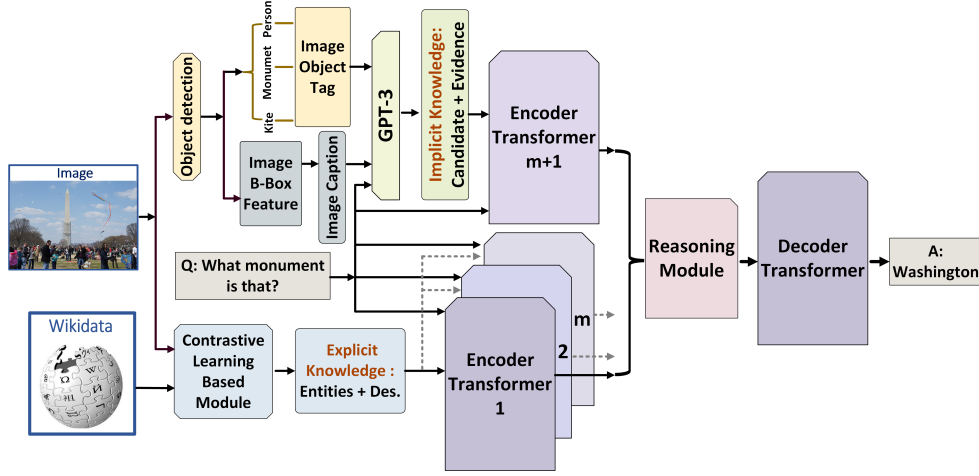 Image
Object detection
Person
Monumet
Kite
Image
Object
Tag
Image
B-Box
Feature
Image Caption
GPT-3
Implicit Knowledge:
Candidate + Evidence
Encoder
Transformer
m+1
Q: What monument
is that?
Wikidata
Contrastive
Learning
Based
Module
Explicit
Knowledge :
Entities + Des.
Encoder
Transformer
1
2
m
Reasoning
Module
Decoder
Transformer
A:
Washington